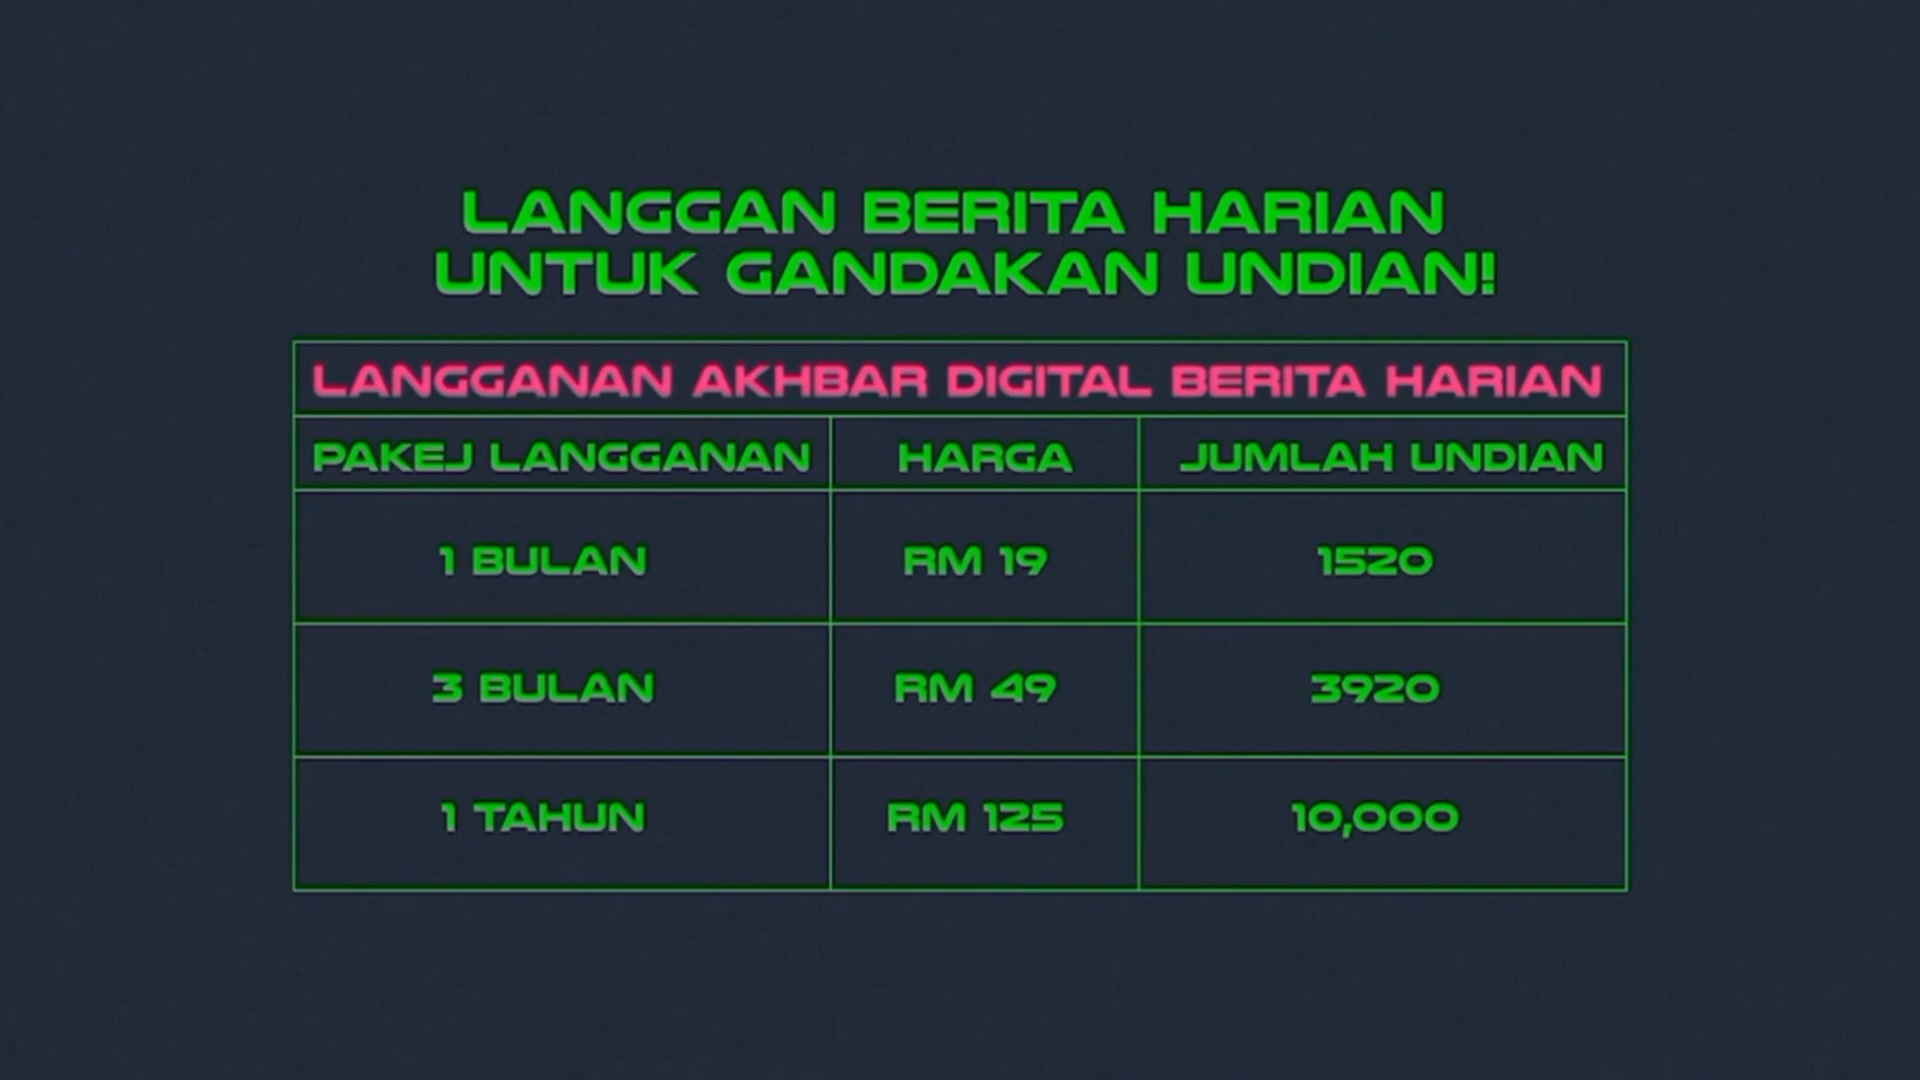 LANGGAN BERITA HARIAN
UNTUK GANDAKAN UNDIAN!
LANGGANAN AKHBAR DIGITAL BERITA HARIAN
PAKEJ LANGGANAN HARGA JUMLAH UNDIAN
1 BULAN RM 19 1520
3 BULAN RM 49 3920
1 TAHUN RM 125 10,000